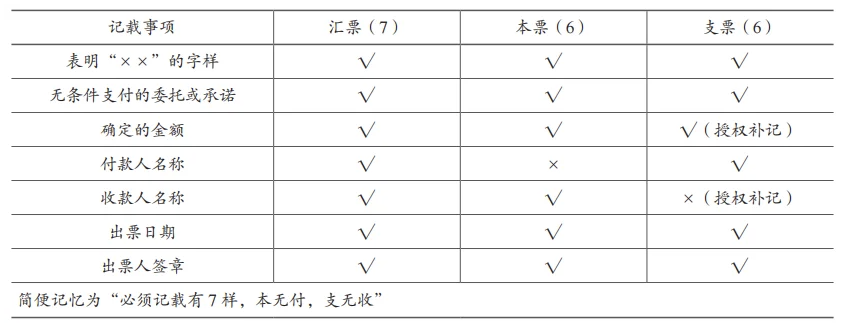 记载事项 汇票（7） 本票（6） 支票（6）
表明“××”的字样 √ √ √
无条件支付的委托或承诺 √ √ √
确定的金额 √ √ √（授权补记）
付款人名称 √ × √
收款人名称 √ √ ×（授权补记）
出票日期 √ √ √
出票人签章 √ √ √
简便记忆为“必须记载有7样，本无付，支无收”